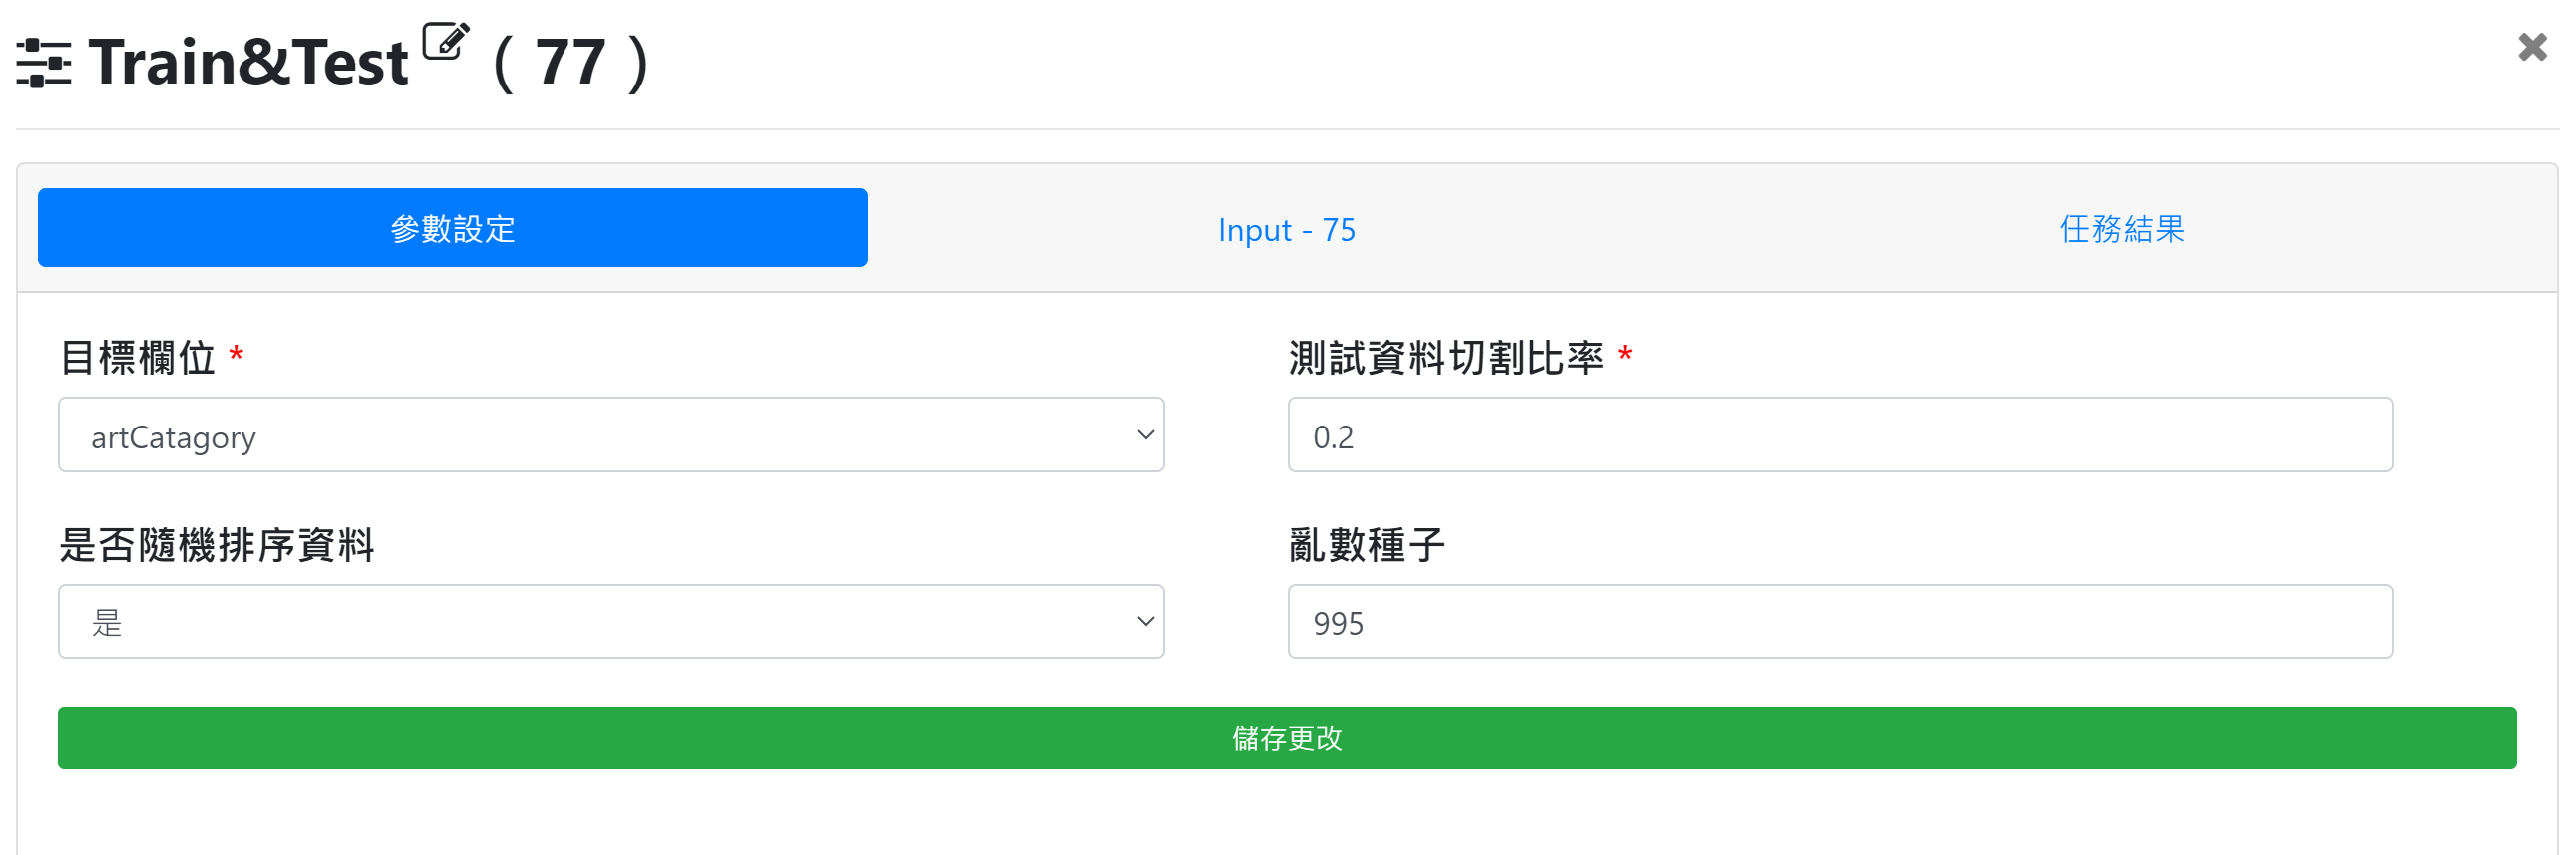 Train&Test ( 77 )
參數設定 Input - 75 任務結果
目標欄位 * 測試資料切割比率 *
artCatagory 0.2
是否隨機排序資料 亂數種子
是 995
儲存更改